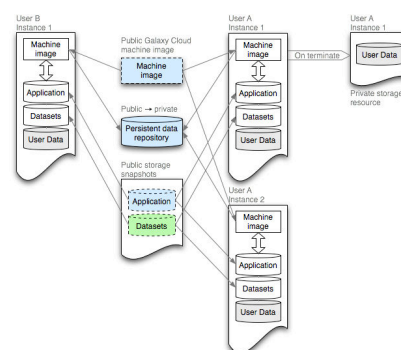 User B
Instance 1
Machine
image
Application
Datasets
User Data
Public Galaxy Cloud
machine image
Machine
image
Public → private
Persistent data
repository
Public storage
snapshots
Application
Datasets
User A
Instance 1
Machine
image
Application
Datasets
User Data
On terminate
User A
Instance 1
User Data
Private storage
resource
User A
Instance 2
Machine
image
Application
Datasets
User Data